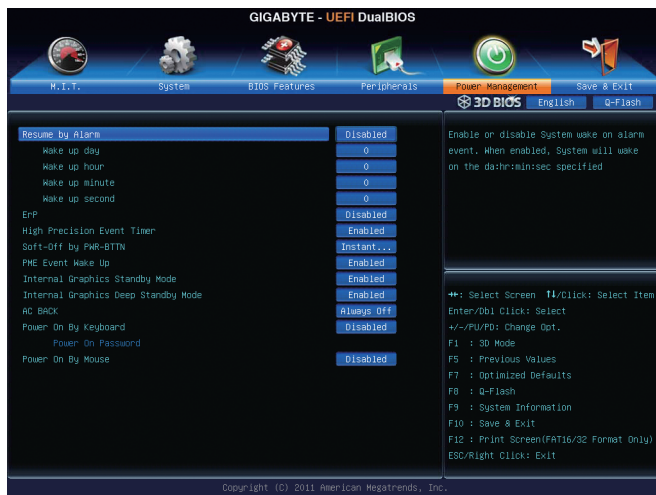 GIGABYTE - UEFI DualBIOS
M.I.T. System BIOS Features Peripherals Power Management Save & Exit
3D BIOS English Q-Flash
Resume by Alarm Disabled
Wake up day 0
Wake up hour 0
Wake up minute 0
Wake up second 0
ErP Disabled
High Precision Event Timer Enabled
Soft-Off by PWR-BTTN Instant...
PME Event Wake Up Enabled
Internal Graphics Standby Mode Enabled
Internal Graphics Deep Standby Mode Enabled
AC BACK Always Off
Power On By Keyboard Disabled
Power On Password
Power On By Mouse Disabled
Enable or disable System wake on alarm
event. When enabled, System will wake
on the da:hr:min:sec specified
→←: Select Screen ↑↓/Click: Select Item
Enter/Dbl Click: Select
+/-/PU/PD: Change Opt.
F1 : 3D Mode
F5 : Previous Values
F7 : Optimized Defaults
F8 : Q-Flash
F9 : System Information
F10 : Save & Exit
F12 : Print Screen(FAT16/32 Format Only)
ESC/Right Click: Exit
Copyright (C) 2011 American Megatrends, Inc.